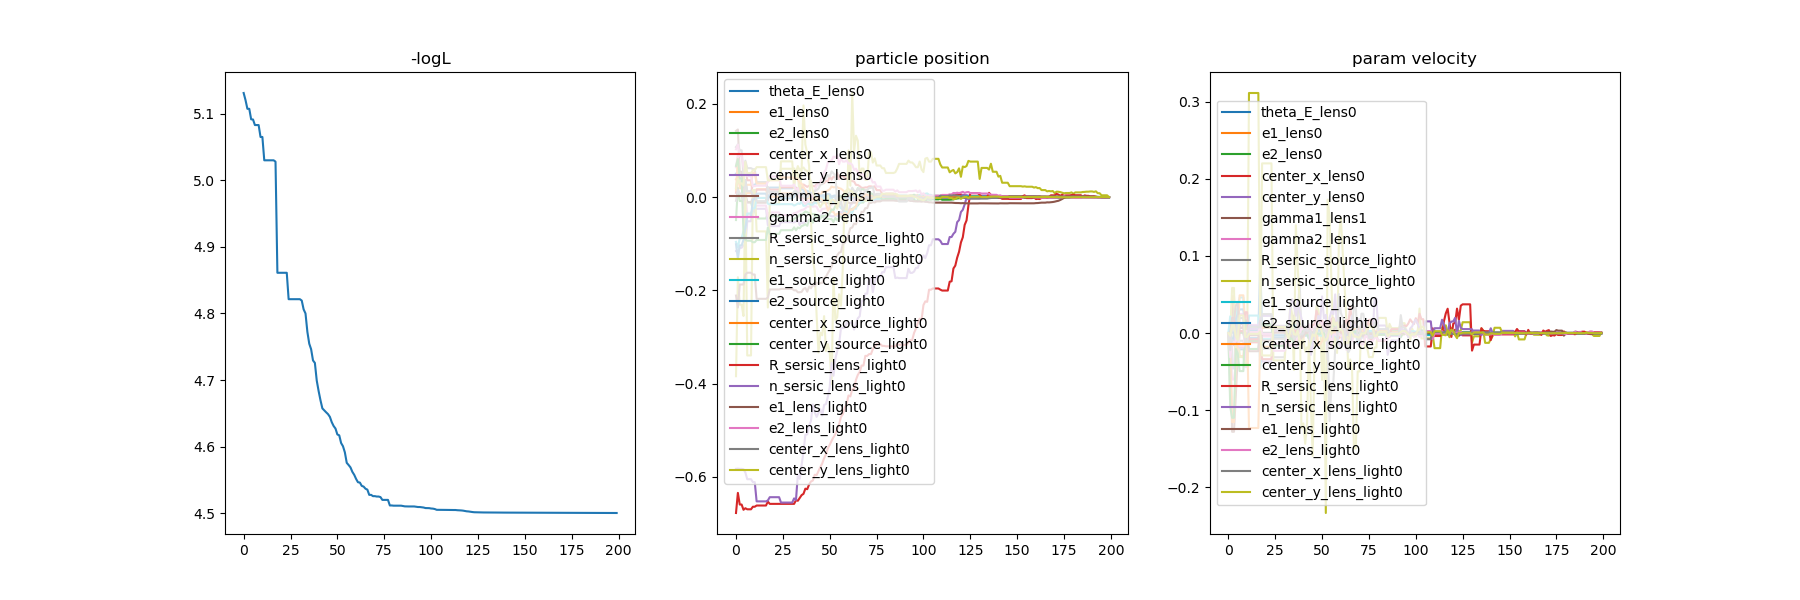 -logL
5.1
5.0
4.9
4.8
4.7
4.6
4.5
0 25 50 75 100 125 150 175 200
particle position
0.2
0.0
−0.2
−0.4
−0.6
theta_E_lens0
e1_lens0
e2_lens0
center_x_lens0
center_y_lens0
gamma1_lens1
gamma2_lens1
R_sersic_source_light0
n_sersic_source_light0
e1_source_light0
e2_source_light0
center_x_source_light0
center_y_source_light0
R_sersic_lens_light0
n_sersic_lens_light0
e1_lens_light0
e2_lens_light0
center_x_lens_light0
center_y_lens_light0
0 25 50 75 100 125 150 175 200
param velocity
0.3
0.2
0.1
0.0
−0.1
−0.2
theta_E_lens0
e1_lens0
e2_lens0
center_x_lens0
center_y_lens0
gamma1_lens1
gamma2_lens1
R_sersic_source_light0
n_sersic_source_light0
e1_source_light0
e2_source_light0
center_x_source_light0
center_y_source_light0
R_sersic_lens_light0
n_sersic_lens_light0
e1_lens_light0
e2_lens_light0
center_x_lens_light0
center_y_lens_light0
0 25 50 75 100 125 150 175 200